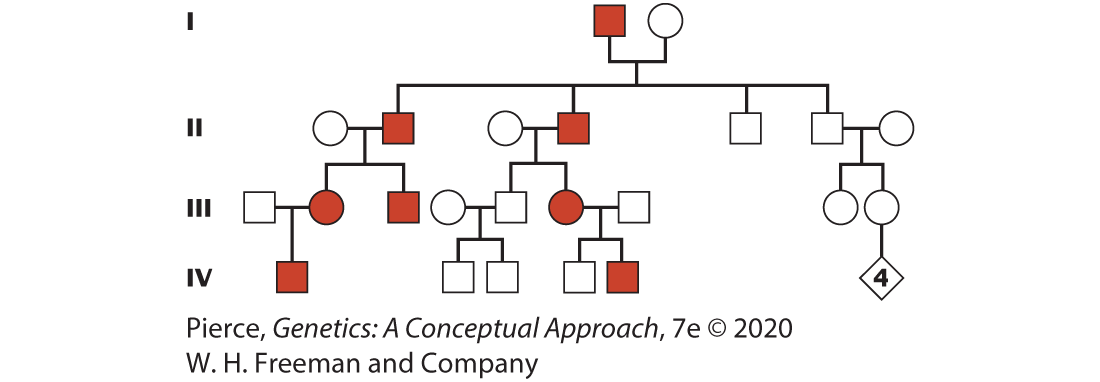 I
II
III
IV
4
Pierce, Genetics: A Conceptual Approach, 7e © 2020
W. H. Freeman and Company